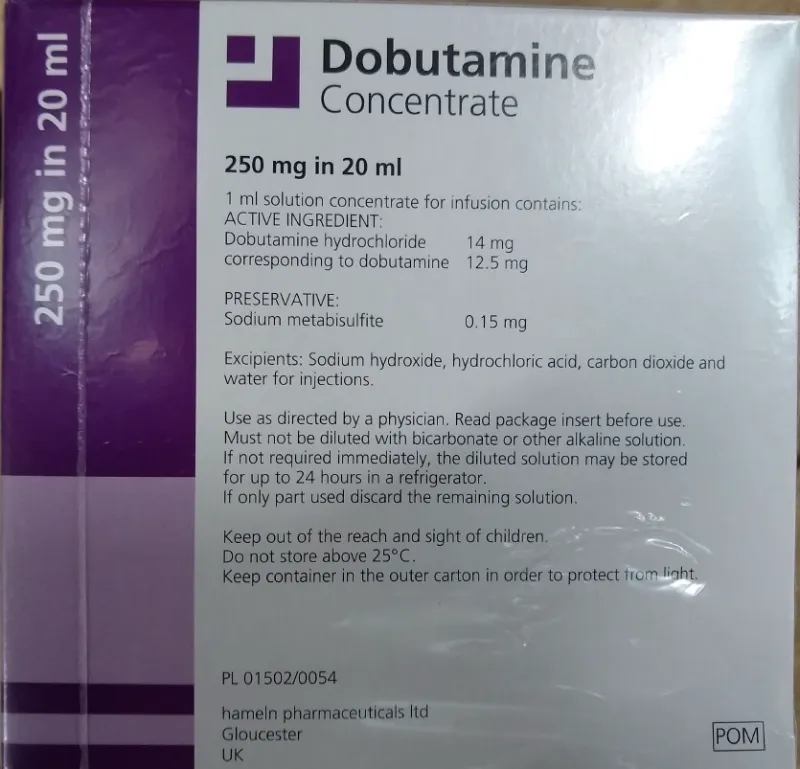 250 mg in 20 ml
Dobutamine
Concentrate
250 mg in 20 ml
1 ml solution concentrate for infusion contains:
ACTIVE INGREDIENT:
Dobutamine hydrochloride 14 mg
corresponding to dobutamine 12.5 mg
PRESERVATIVE:
Sodium metabisulfite 0.15 mg
Excipients: Sodium hydroxide, hydrochloric acid, carbon dioxide and
water for injections.
Use as directed by a physician. Read package insert before use.
Must not be diluted with bicarbonate or other alkaline solution.
If not required immediately, the diluted solution may be stored
for up to 24 hours in a refrigerator.
If only part used discard the remaining solution.
Keep out of the reach and sight of children.
Do not store above 25°C.
Keep container in the outer carton in order to protect from light.
PL 01502/0054
hameln pharmaceuticals ltd
Gloucester
UK
POM